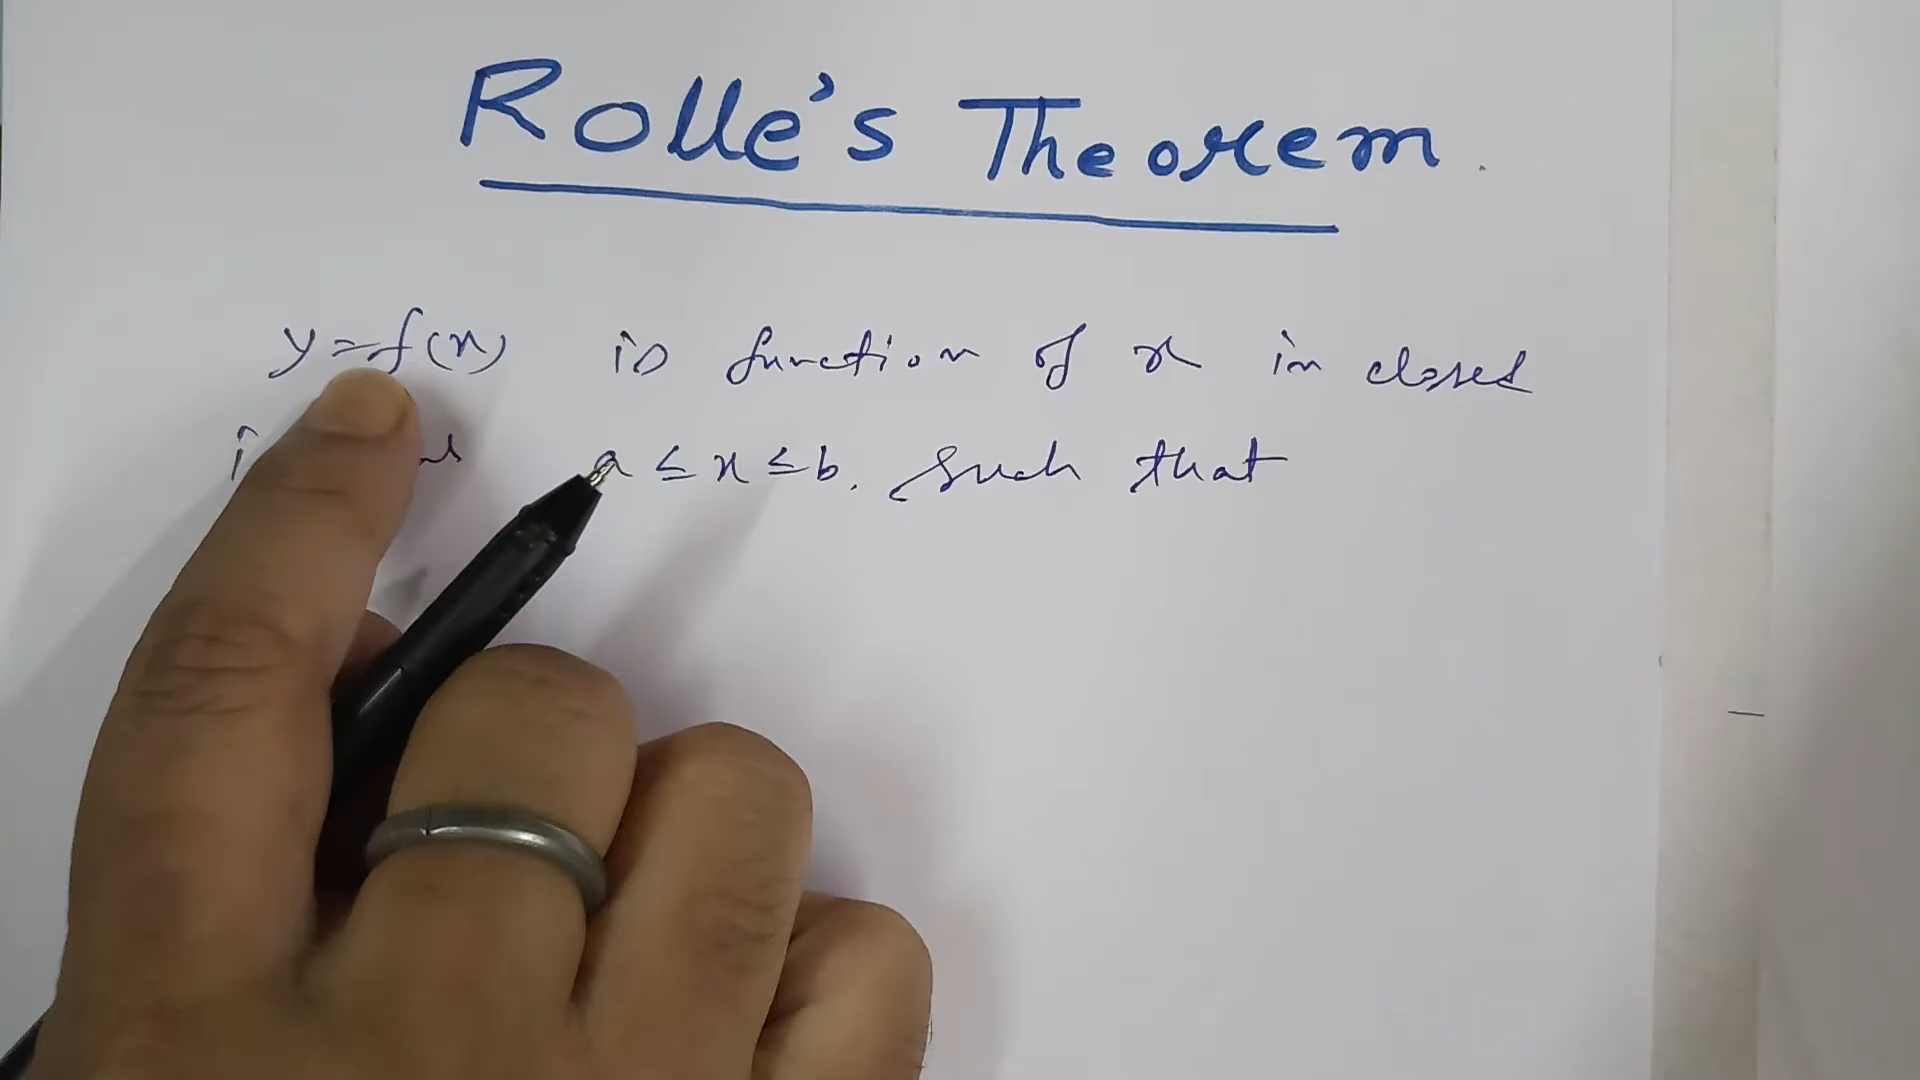 Rolle's Theorem.
y=f(x) is function of x in closed
a ≤ x ≤ b. such that